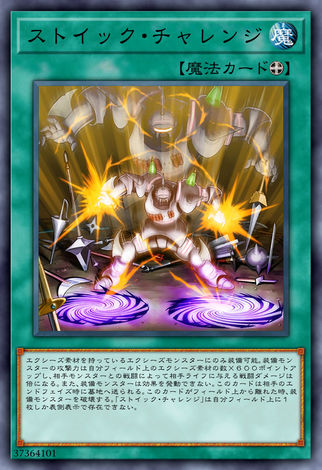 ストイック・チャレンジ 魔
【魔法カード】
エクシーズ素材を持っているエクシーズモンスターにのみ装備可能。装備モン
スターの攻撃力は自分フィールド上のエクシーズ素材の数×６００ポイントア
ップし、相手モンスターとの戦闘によって相手ライフに与える戦闘ダメージは
倍になる。また、装備モンスターは効果を発動できない。このカードは相手のエ
ンドフェイズ時に墓地へ送られる。このカードがフィールド上から離れた時、装
備モンスターを破壊する。「ストイック・チャレンジ」は自分フィールド上に１
枚しか表側表示で存在できない。
37364101